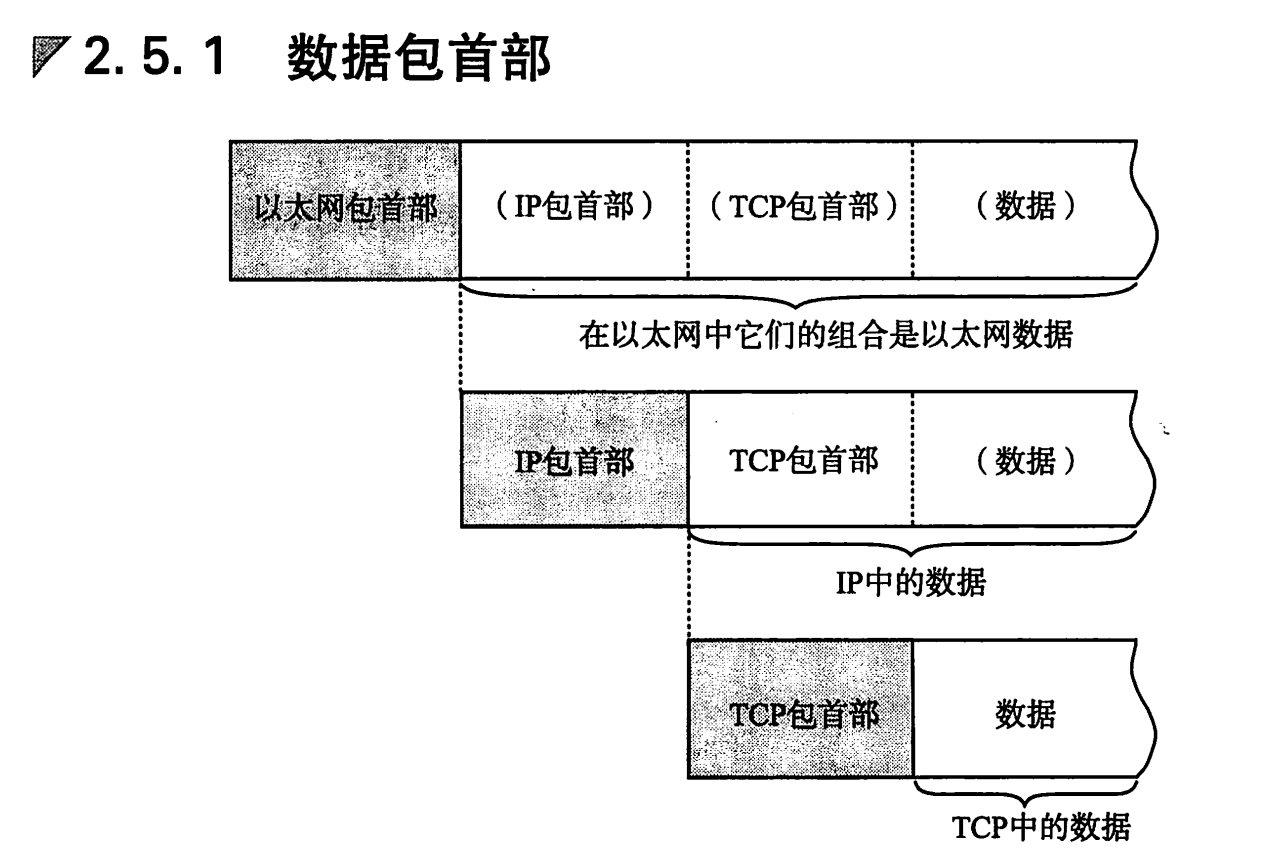 2.5.1 数据包首部
以太网包首部 （IP包首部） （TCP包首部） （数据）
在以太网中它们的组合是以太网数据
IP包首部 TCP包首部 （数据）
IP中的数据
TCP包首部 数据
TCP中的数据